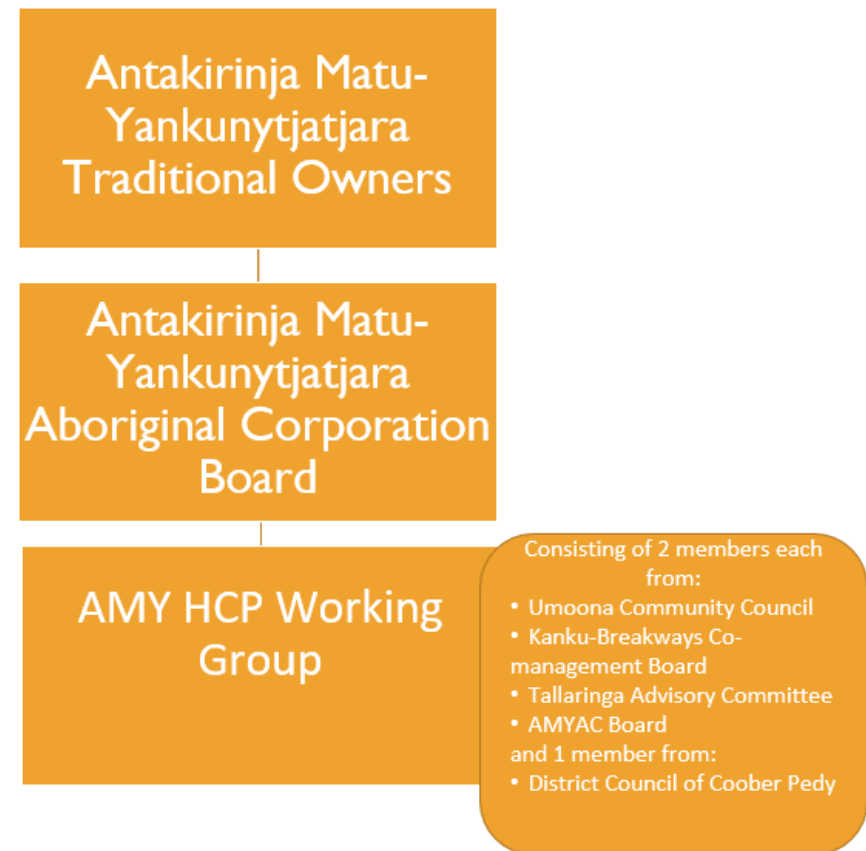 Antakirinja Matu-
Yankunytjatjara
Traditional Owners
Antakirinja Matu-
Yankunytjatjara
Aboriginal Corporation
Board
AMY HCP Working
Group
Consisting of 2 members each
from:
• Umoona Community Council
• Kanku-Breakways Co-
management Board
• Tallaringa Advisory Committee
• AMYAC Board
and 1 member from:
• District Council of Coober Pedy